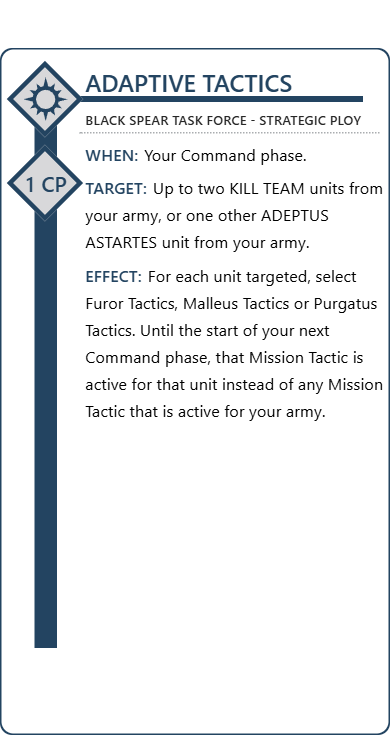 ADAPTIVE TACTICS
BLACK SPEAR TASK FORCE - STRATEGIC PLOY
WHEN: Your Command phase.
1 CP
TARGET: Up to two KILL TEAM units from
your army, or one other ADEPTUS
ASTARTES unit from your army.
EFFECT: For each unit targeted, select
Furor Tactics, Malleus Tactics or Purgatus
Tactics. Until the start of your next
Command phase, that Mission Tactic is
active for that unit instead of any Mission
Tactic that is active for your army.